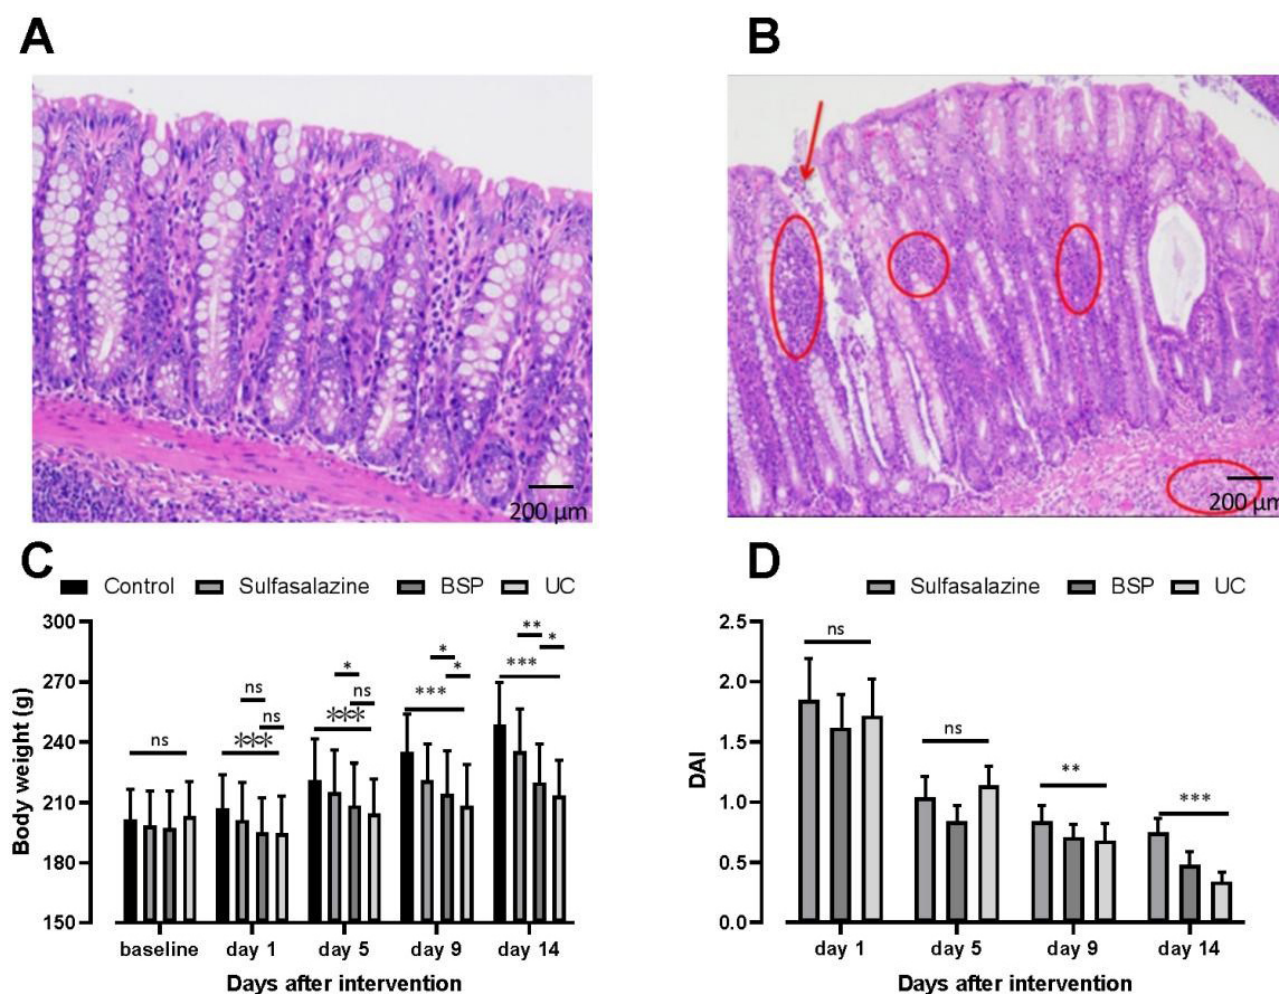 A
B
200 µm
200 µm
C
Control Sulfasalazine BSP UC
Body weight (g)
300
270
240
210
180
150
ns
ns
ns
***
*
ns
***
*
*
***
**
*
***
baseline day 1 day 5 day 9 day 14
Days after intervention
D
Sulfasalazine BSP UC
DAI
2.5
2.0
1.5
1.0
0.5
0.0
ns
ns
**
***
day 1 day 5 day 9 day 14
Days after intervention